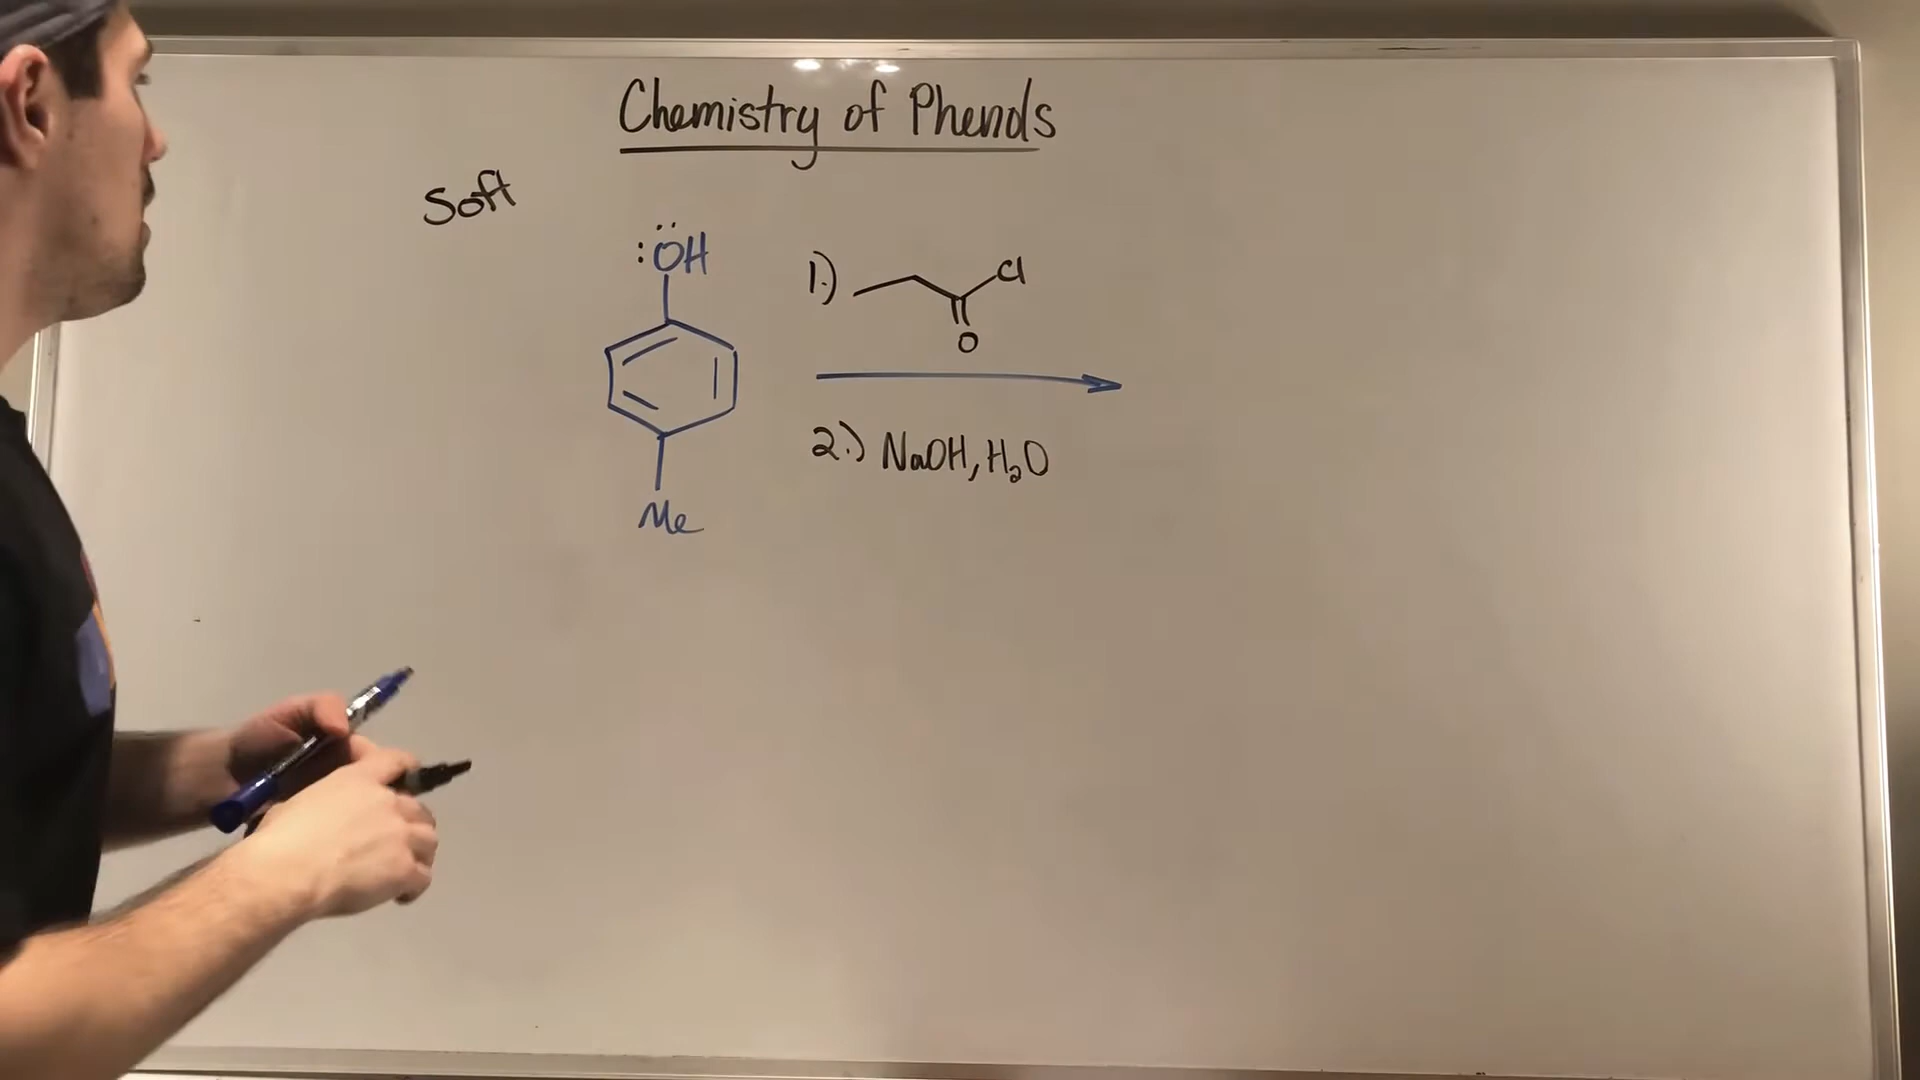 Chemistry of Phenols
Soft
:ÖH
1.)
Cl
O
2.) NaOH, H₂O
Me